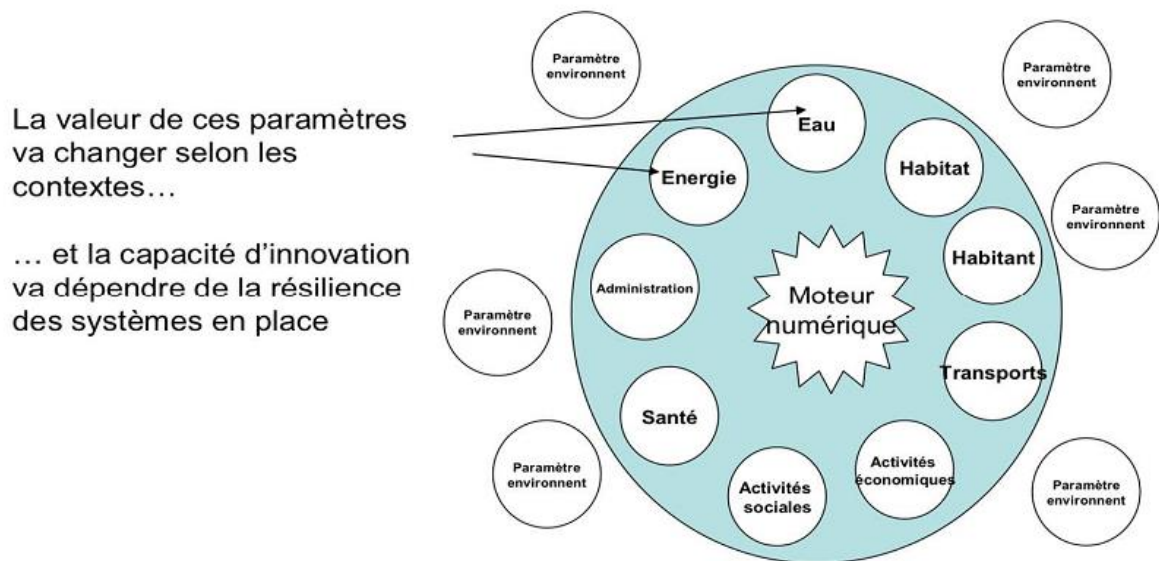 La valeur de ces paramètres
va changer selon les
contextes…
… et la capacité d’innovation
va dépendre de la résilience
des systèmes en place
Paramètre
environnent
Paramètre
environnent
Eau
Energie
Habitat
Paramètre
environnent
Habitant
Administration
Moteur
numérique
Paramètre
environnent
Transports
Santé
Activités
économiques
Activités
sociales
Paramètre
environnent
Paramètre
environnent